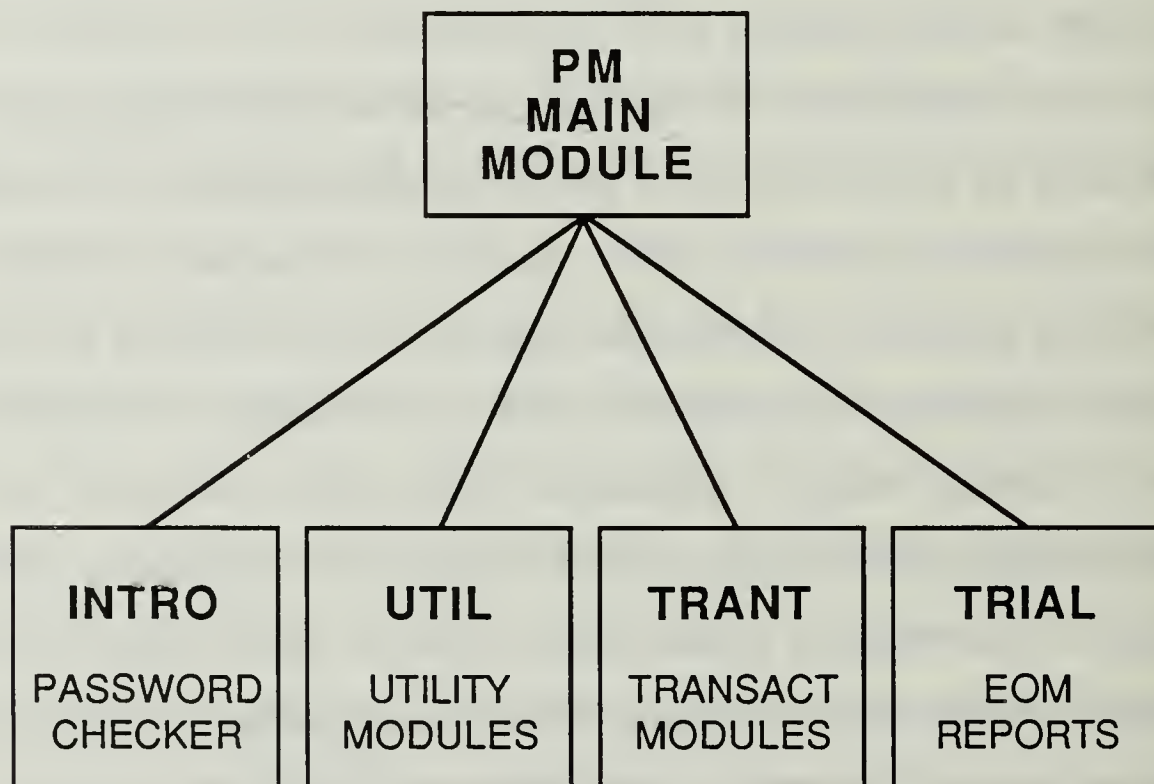 PM
MAIN
MODULE
INTRO
PASSWORD
CHECKER
UTIL
UTILITY
MODULES
TRANT
TRANSACT
MODULES
TRIAL
EOM
REPORTS